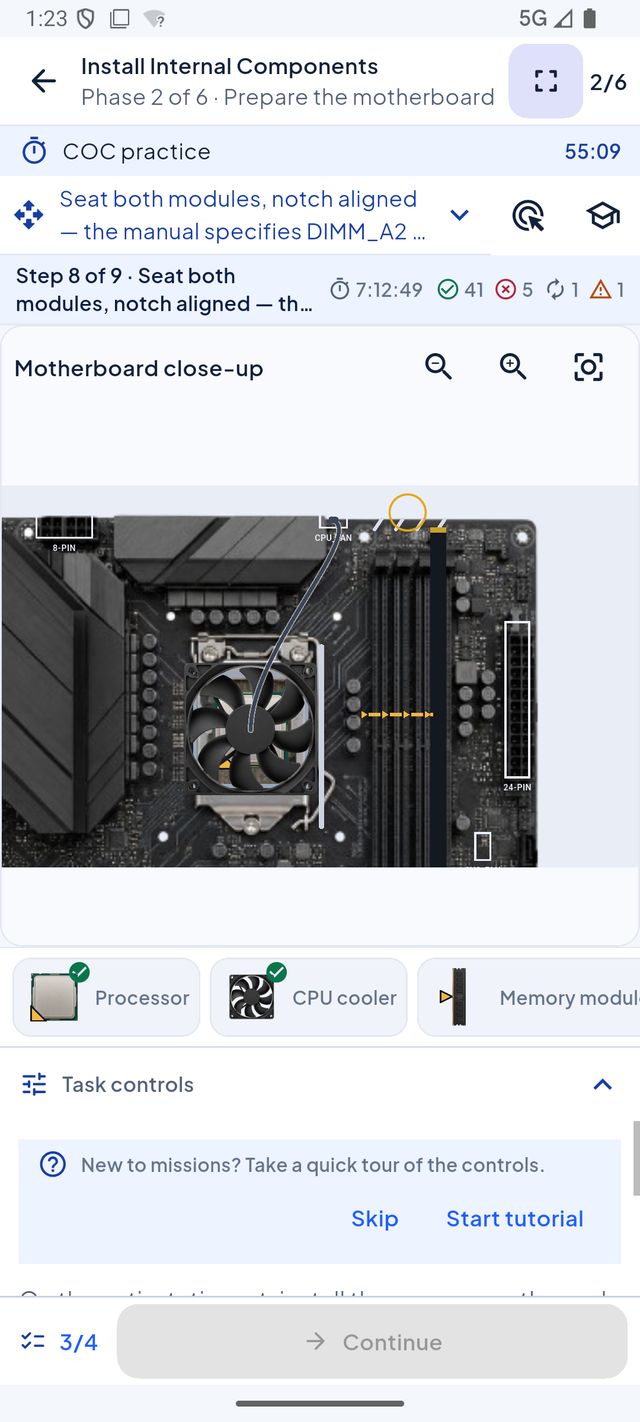 1:23
5G
Install Internal Components
Phase 2 of 6 · Prepare the motherboard
2/6
COC practice
55:09
Seat both modules, notch aligned
— the manual specifies DIMM_A2 …
Step 8 of 9 · Seat both
modules, notch aligned — th…
7:12:49
41
5
1
1
Motherboard close-up
8-PIN
24-PIN
Processor
CPU cooler
Memory modul
Task controls
New to missions? Take a quick tour of the controls.
Skip
Start tutorial
3/4
Continue